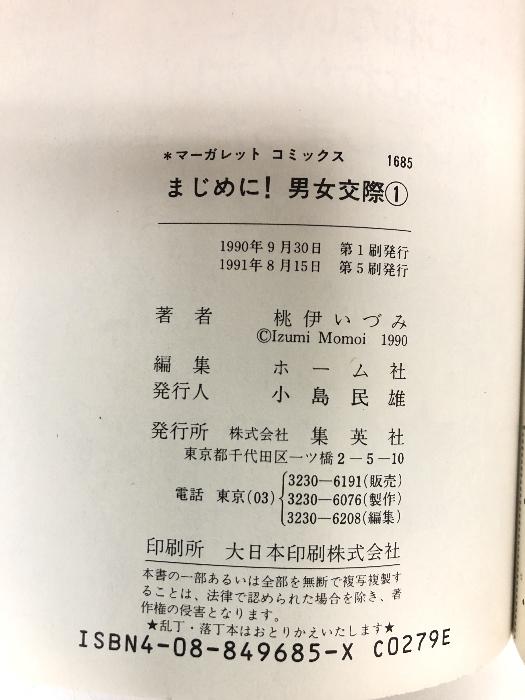 ＊マーガレット コミックス 1685
まじめに！ 男女交際①
1990年9月30日 第1刷発行
1991年8月15日 第5刷発行
著者 桃伊いづみ
©Izumi Momoi 1990
編集 ホーム社
発行人 小島民雄
発行所 株式会社 集英社
東京都千代田区一ツ橋2－5－10
3230—6191(販売)
電話 東京(03) 3230—6076(製作)
3230—6208(編集)
印刷所 大日本印刷株式会社
本書の一部あるいは全部を無断で複写複製す
ることは、法律で認められた場合を除き、著
作権の侵害となります。
★乱丁・落丁本はおとりかえいたします★
ISBN4-08-849685-X C0279E